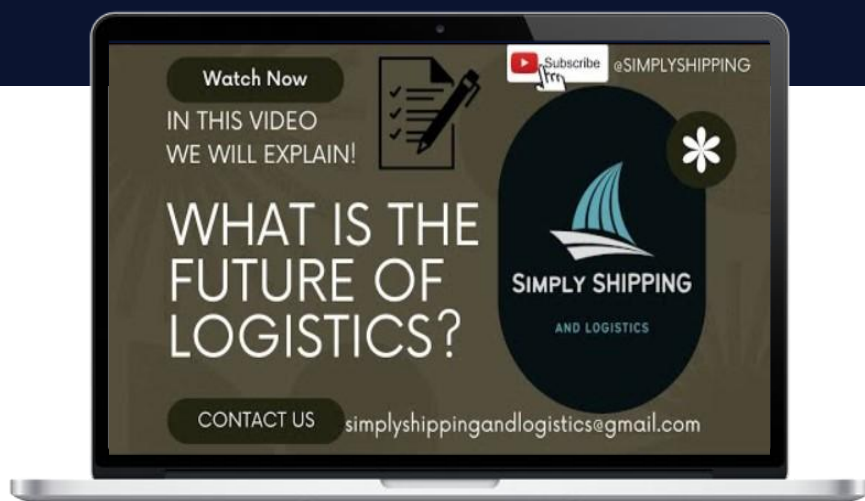 Watch Now
Subscribe
@SIMPLYSHIPPING
IN THIS VIDEO
WE WILL EXPLAIN!
WHAT IS THE
FUTURE OF
LOGISTICS?
SIMPLY SHIPPING
AND LOGISTICS
CONTACT US
simplyshippingandlogistics@gmail.com